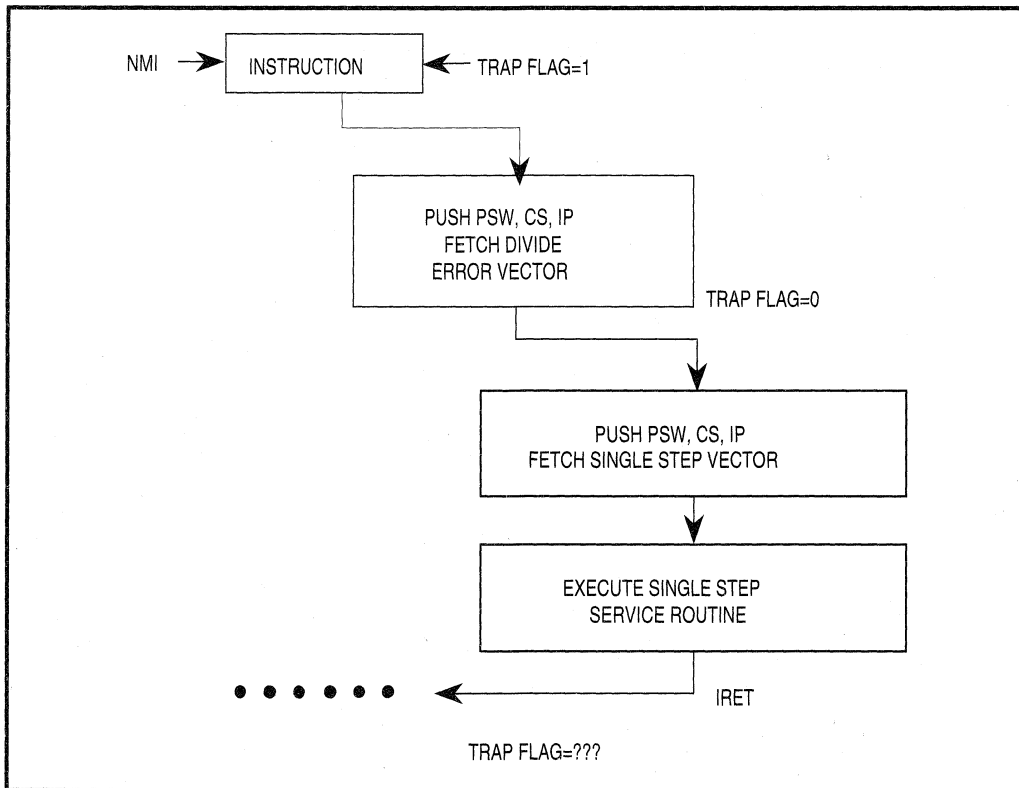 NMI
INSTRUCTION
TRAP FLAG=1
PUSH PSW, CS, IP
FETCH DIVIDE
ERROR VECTOR
TRAP FLAG=0
PUSH PSW, CS, IP
FETCH SINGLE STEP VECTOR
EXECUTE SINGLE STEP
SERVICE ROUTINE
IRET
TRAP FLAG=???